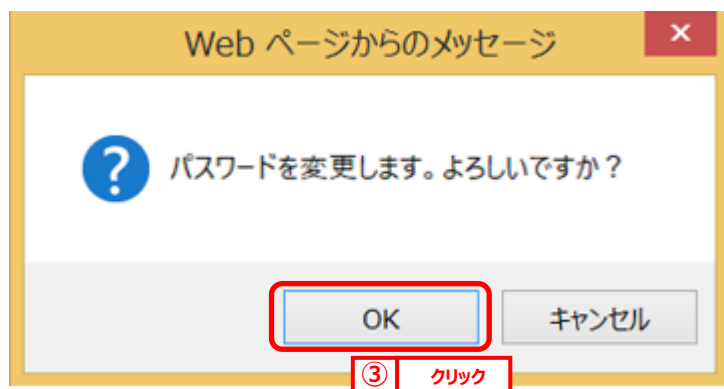 Web ページからのメッセージ
×
?
パスワードを変更します。よろしいですか？
OK
キャンセル
③ クリック